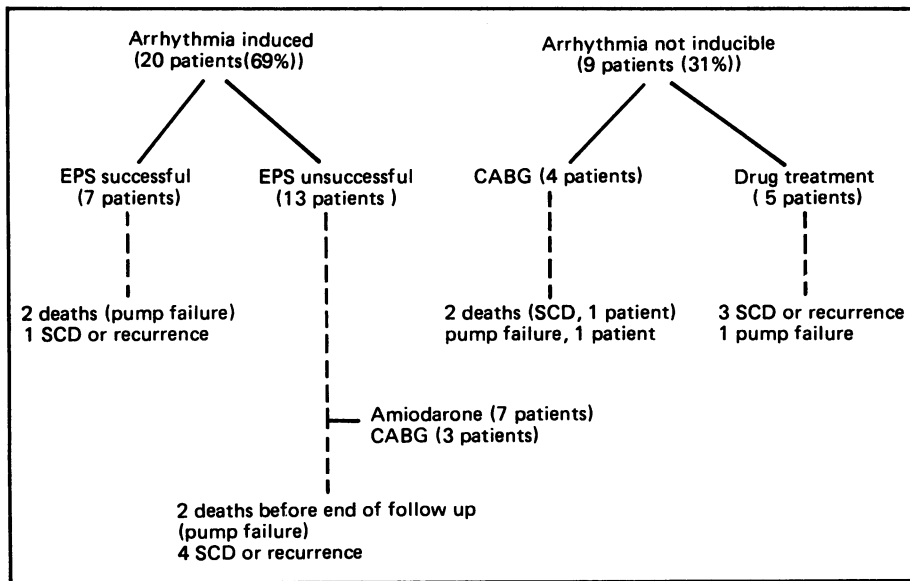 Arrhythmia induced
(20 patients(69%))
Arrhythmia not inducible
(9 patients (31%))
EPS successful
(7 patients)
EPS unsuccessful
(13 patients )
CABG (4 patients)
Drug treatment
( 5 patients)
2 deaths (pump failure)
1 SCD or recurrence
2 deaths (SCD, 1 patient)
pump failure, 1 patient
3 SCD or recurrence
1 pump failure
Amiodarone (7 patients)
CABG (3 patients)
2 deaths before end of follow up
(pump failure)
4 SCD or recurrence